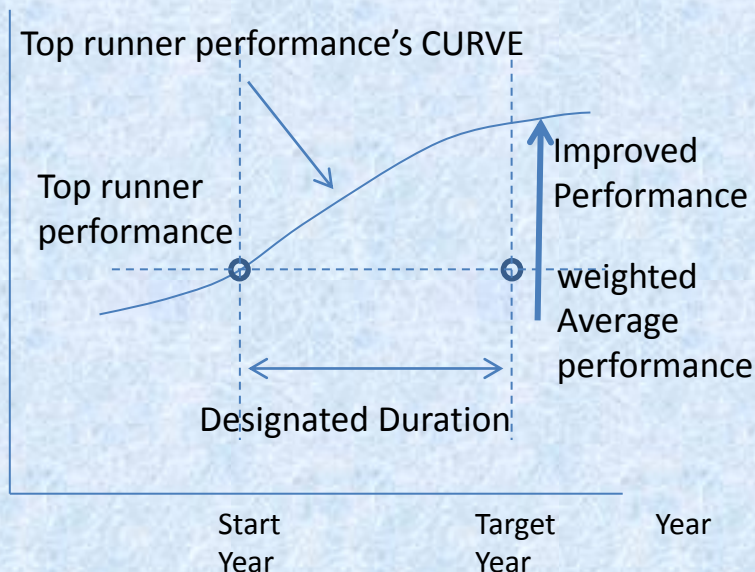 Top runner performance's CURVE
Improved
Performance
Top runner
performance
weighted
Average
performance
Designated Duration
Start
Year
Target
Year
Year